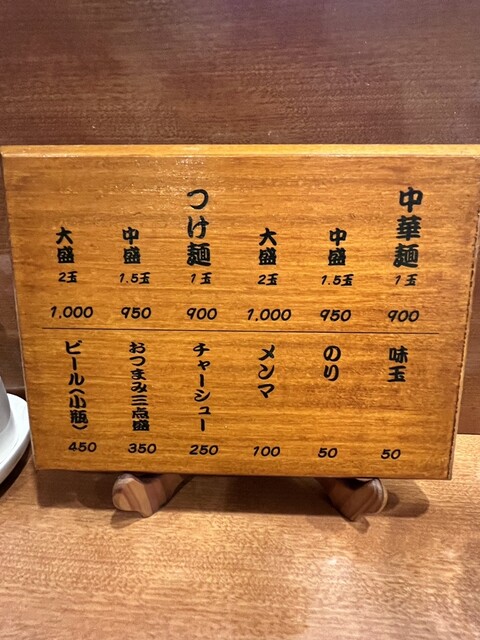 中華麺 1玉 900
中盛 1.5玉 950
大盛 2玉 1,000
つけ麺 1玉 900
中盛 1.5玉 950
大盛 2玉 1,000
味玉 50
のり 50
メンマ 100
チャーシュー 250
おつまみ三点盛 350
ビール(小瓶) 450